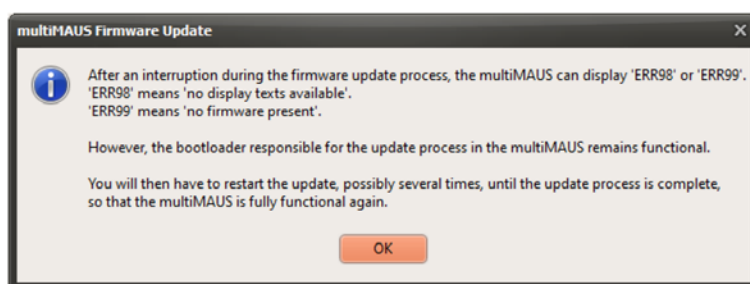 multiMAUS Firmware Update
After an interruption during the firmware update process, the multiMAUS can display 'ERR98' or 'ERR99'.
'ERR98' means 'no display texts available'.
'ERR99' means 'no firmware present'.
However, the bootloader responsible for the update process in the multiMAUS remains functional.
You will then have to restart the update, possibly several times, until the update process is complete,
so that the multiMAUS is fully functional again.
OK